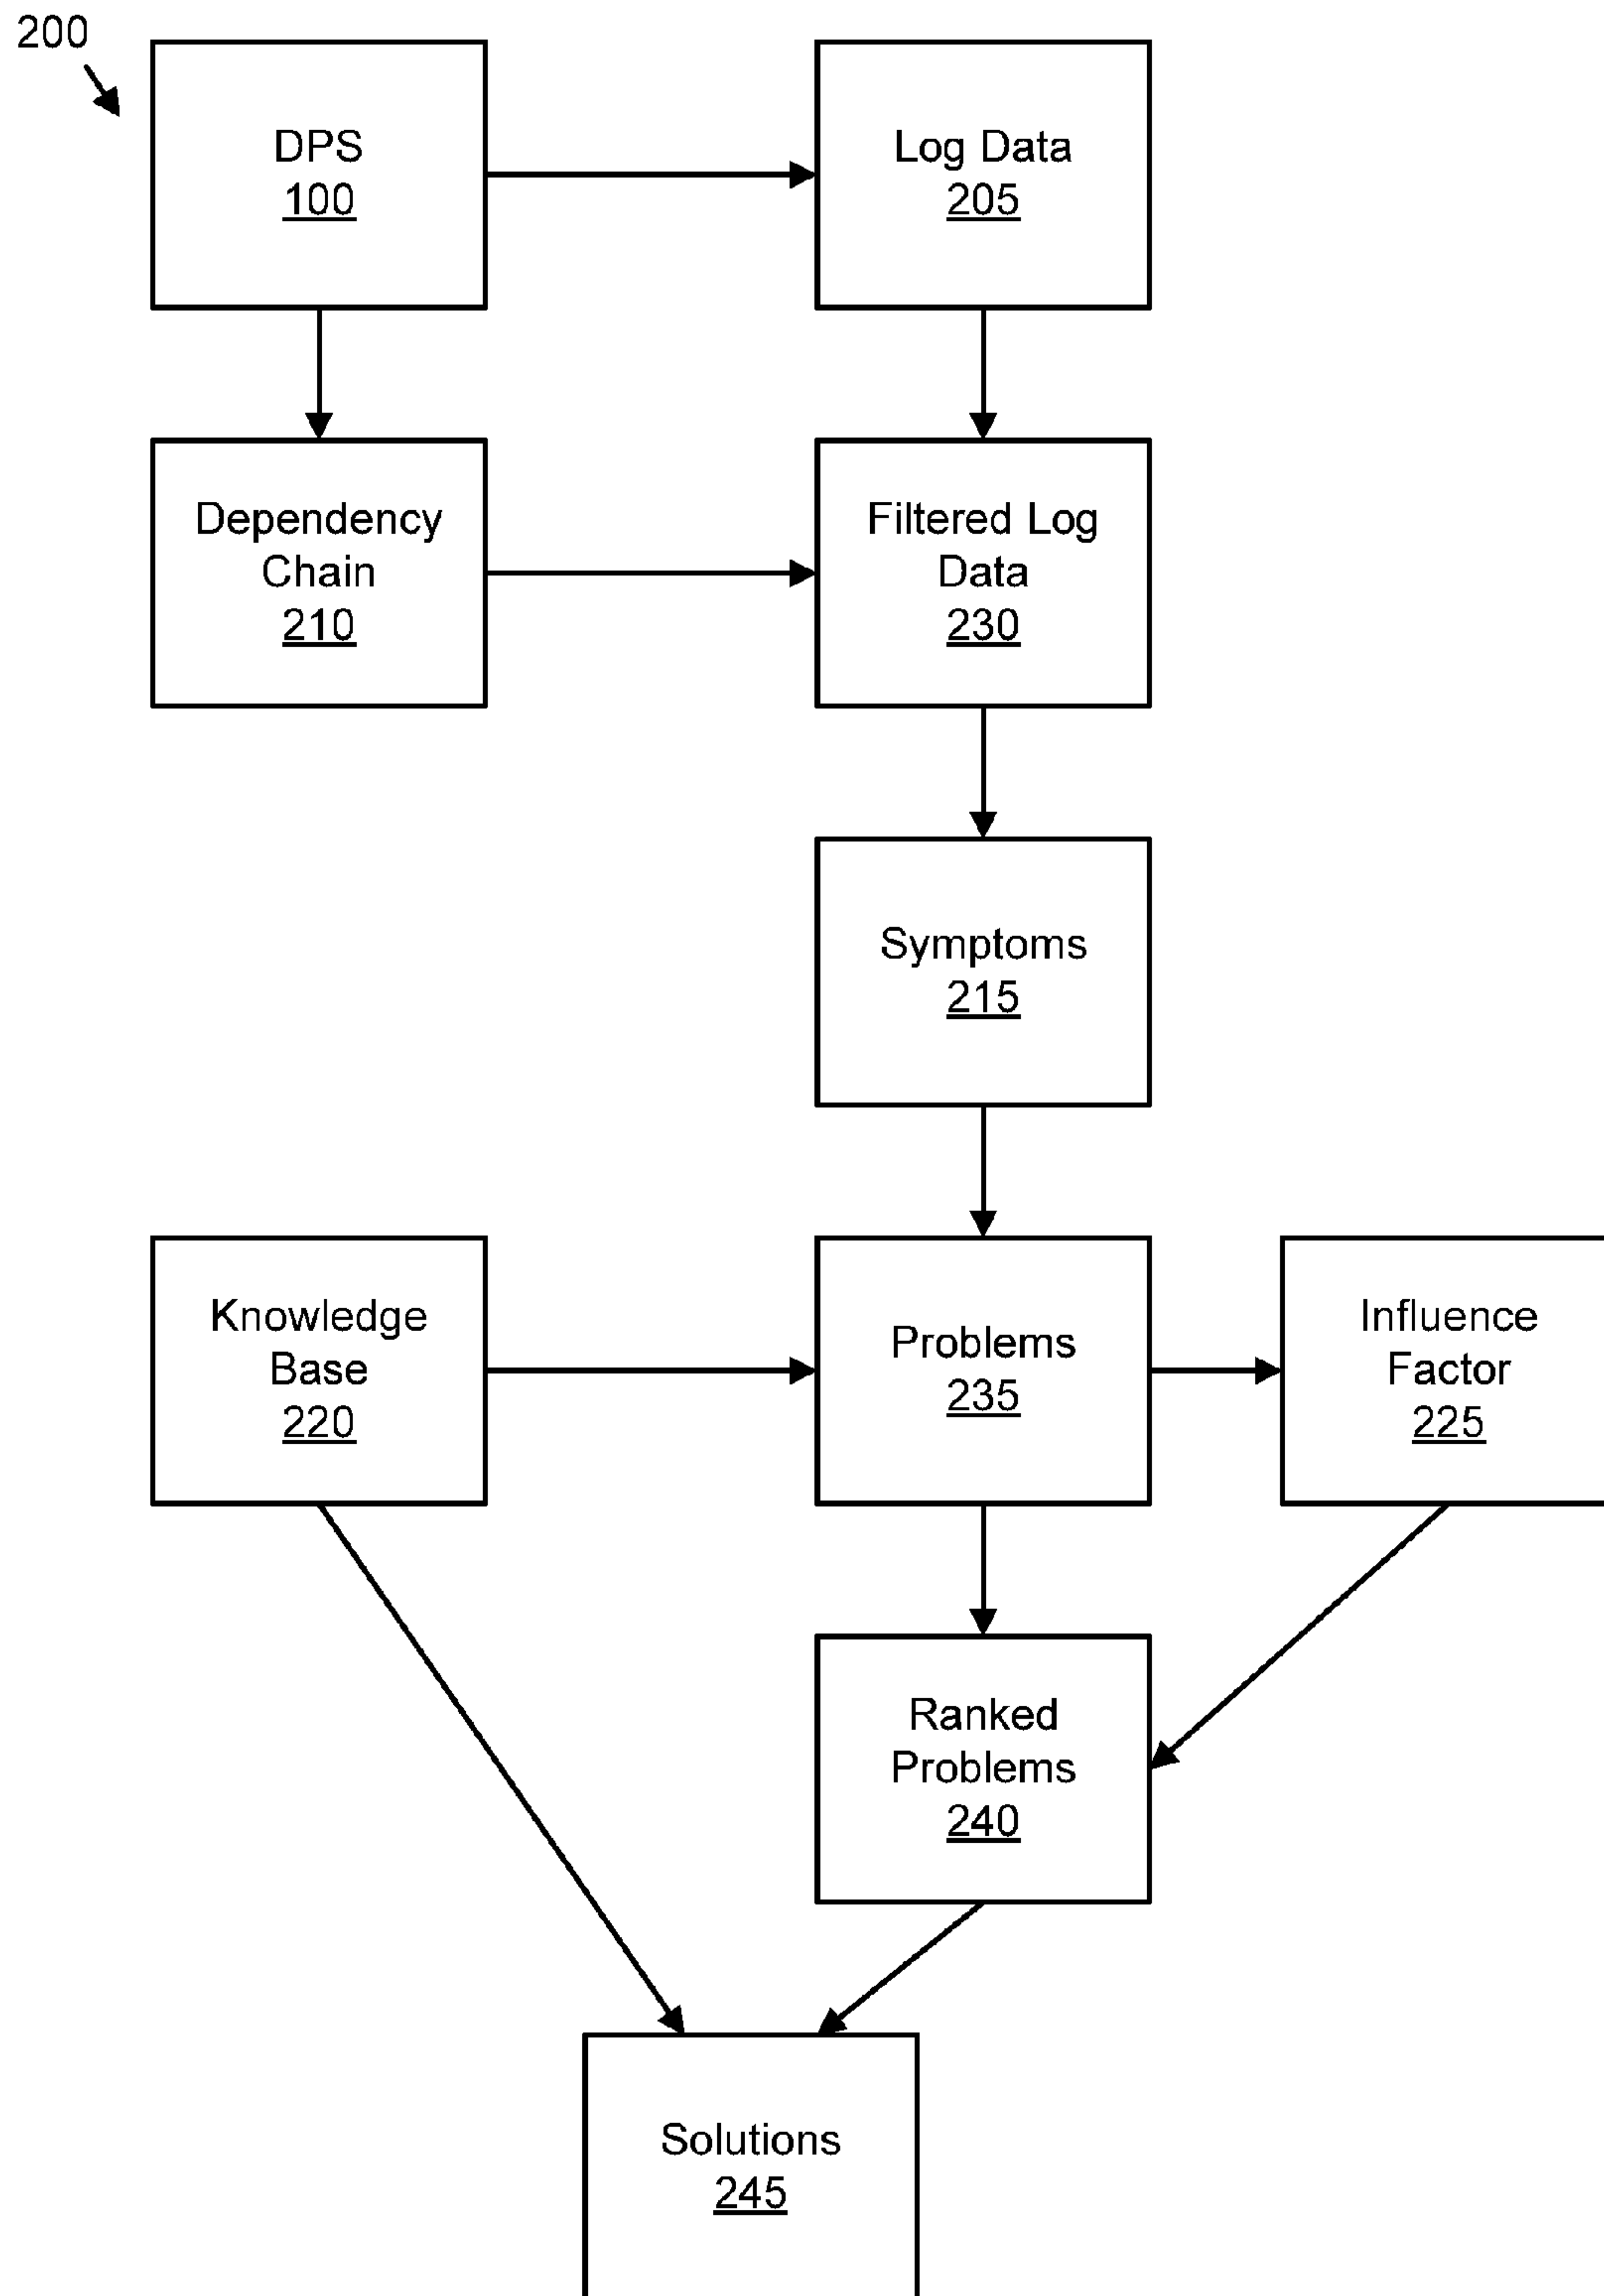 200
DPS
100
Log Data
205
Dependency
Chain
210
Filtered Log
Data
230
Symptoms
215
Knowledge
Base
220
Problems
235
Influence
Factor
225
Ranked
Problems
240
Solutions
245